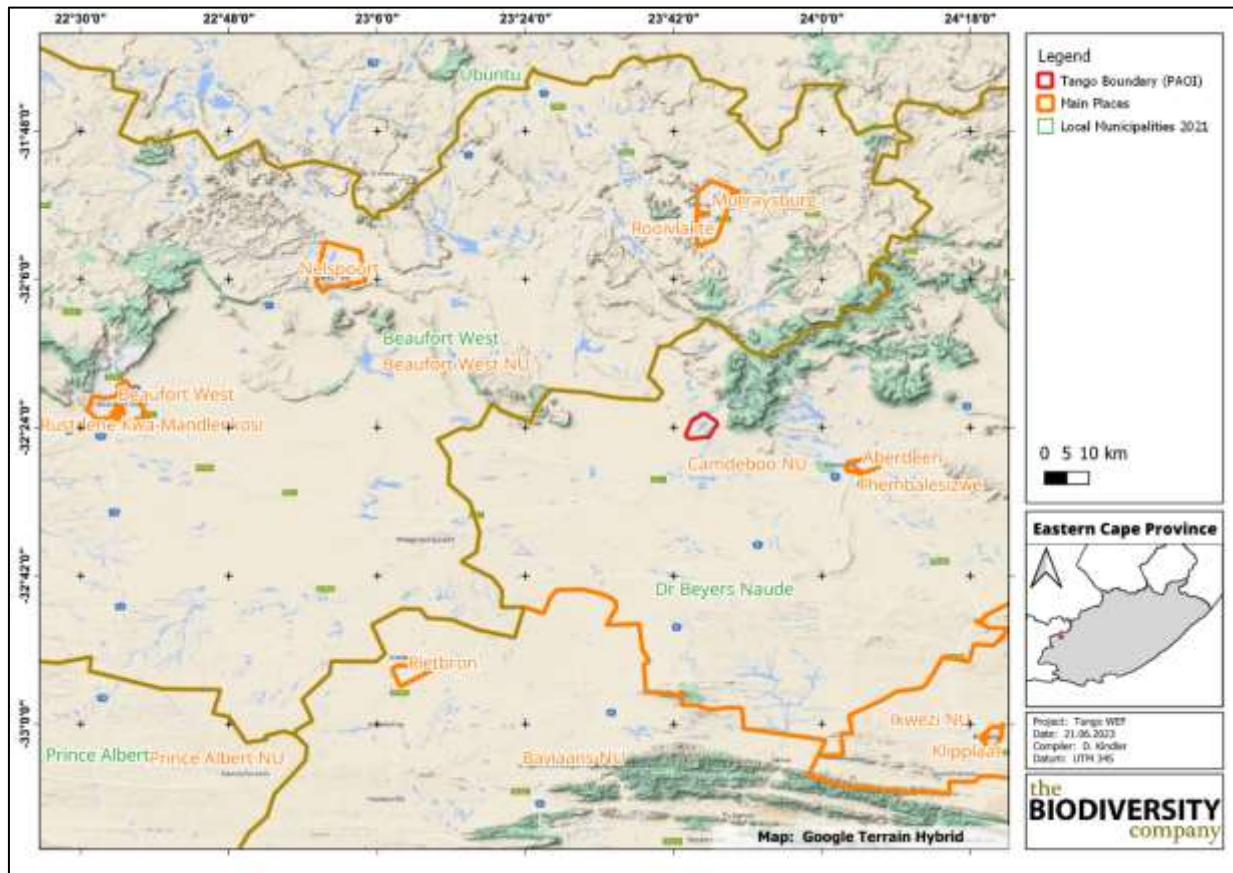 22°30'0"
22°48'0"
23°6'0"
23°24'0"
23°42'0"
24°0'0"
24°18'0"
-31°48'0"
-32°6'0"
-32°24'0"
-32°42'0"
-33°0'0"
Ubuntu
Murraysburg
Rooivlakte
Nelspoort
Beaufort West
Beaufort West NU
Beaufort West
Rustdene Kwa-Mandlenkosi
Camdeboo NU
Aberdeen
Thembalesizwe
Dr Beyers Naude
Rietbron
Ikwezi NU
Klipplaat
Prince Albert
Prince Albert NU
Baviaans NU
Map: Google Terrain Hybrid
Legend
Tango Boundary (PAOI)
Main Places
Local Municipalities 2021
0 5 10 km
Eastern Cape Province
Project: Tango WEF
Date: 21.06.2023
Compiler: D. Kindler
Datum: UTM 34S
the
BIODIVERSITY
company